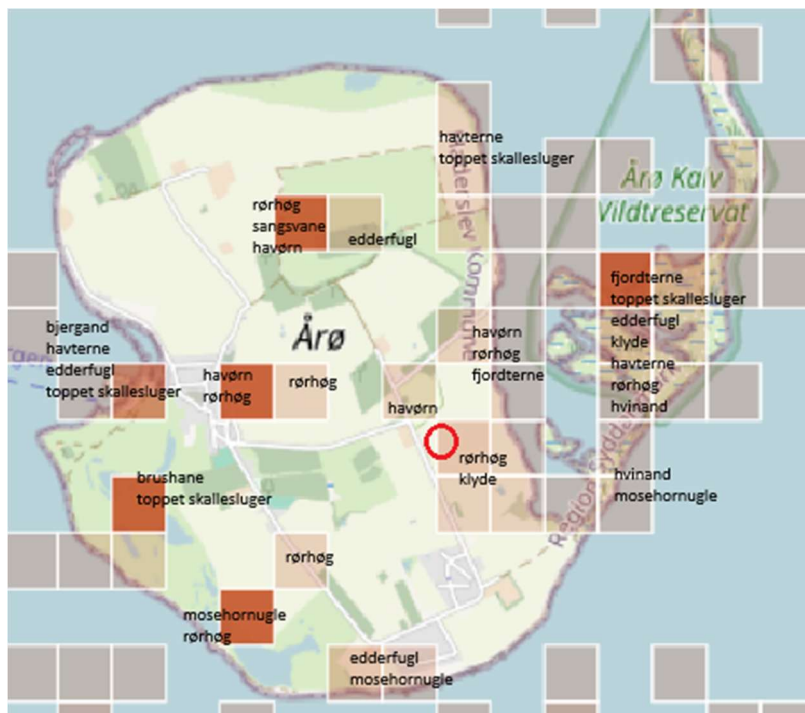 havterne
toppet skallesluger
Haderslev Kommune
Årø Kalv
Vildtreservat
rørhøg
sangsvane
havørn
edderfugl
fjordterne
toppet skallesluger
edderfugl
klyde
havterne
rørhøg
hvinand
bjergand
havterne
edderfugl
toppet skallesluger
Årø
havørn
rørhøg
fjordterne
havørn
rørhøg
rørhøg
havørn
rørhøg
klyde
hvinand
mosehornugle
brushane
toppet skallesluger
rørhøg
mosehornugle
rørhøg
edderfugl
mosehornugle